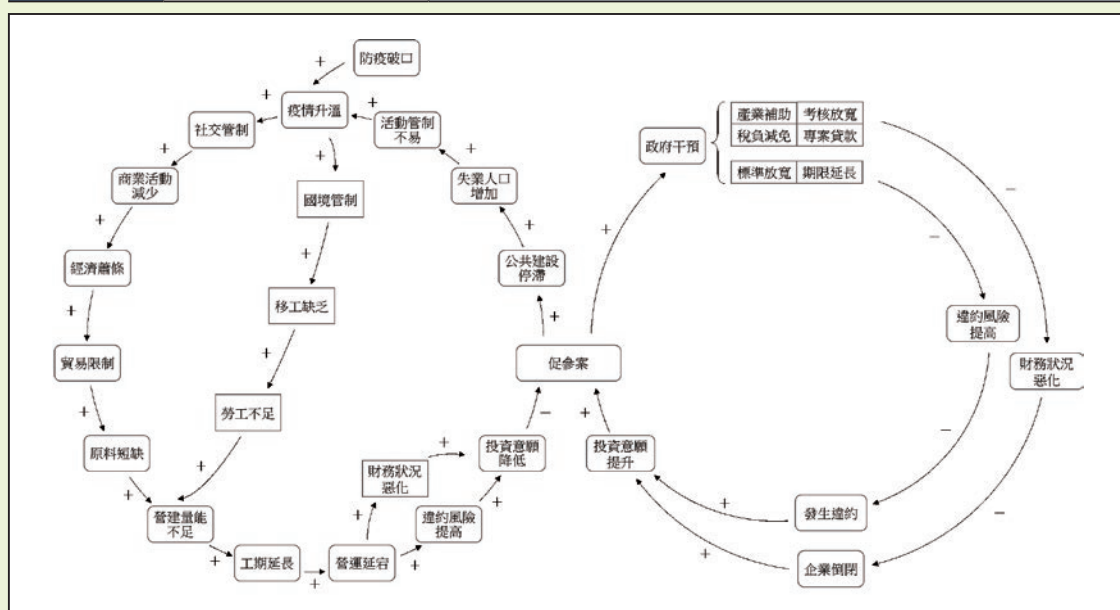 防疫破口
+
疫情升溫
+
社交管制
+
商業活動
減少
+
經濟蕭條
+
貿易限制
+
原料短缺
+
營建量能
不足
+
工期延長
+
營運延宕
+
國境管制
+
移工缺乏
+
勞工不足
+
財務狀況
惡化
+
違約風險
提高
+
+
投資意願
降低
−
促參案
+
公共建設
停滯
+
失業人口
增加
+
活動管制
不易
+
+
政府干預
產業補助 考核放寬
稅負減免 專案貸款
標準放寬 期限延長
−
−
違約風險
提高
財務狀況
惡化
−
−
發生違約
企業倒閉
+
+
投資意願
提升
+